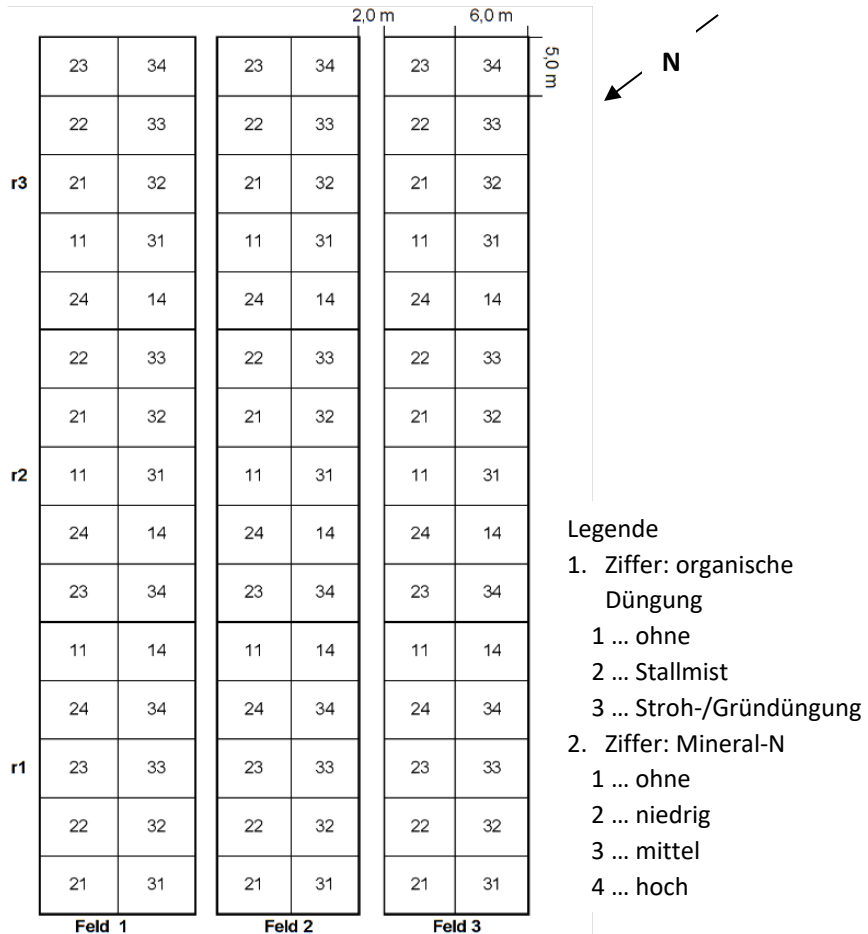 2,0 m 6,0 m
5,0 m
N
23 34 23 34 23 34
22 33 22 33 22 33
r3 21 32 21 32 21 32
11 31 11 31 11 31
24 14 24 14 24 14
22 33 22 33 22 33
21 32 21 32 21 32
r2 11 31 11 31 11 31
24 14 24 14 24 14
23 34 23 34 23 34
11 14 11 14 11 14
24 34 24 34 24 34
r1 23 33 23 33 23 33
22 32 22 32 22 32
21 31 21 31 21 31
Feld 1 Feld 2 Feld 3
Legende
1. Ziffer: organische
Düngung
1 ... ohne
2 ... Stallmist
3 ... Stroh-/Gründüngung
2. Ziffer: Mineral-N
1 ... ohne
2 ... niedrig
3 ... mittel
4 ... hoch